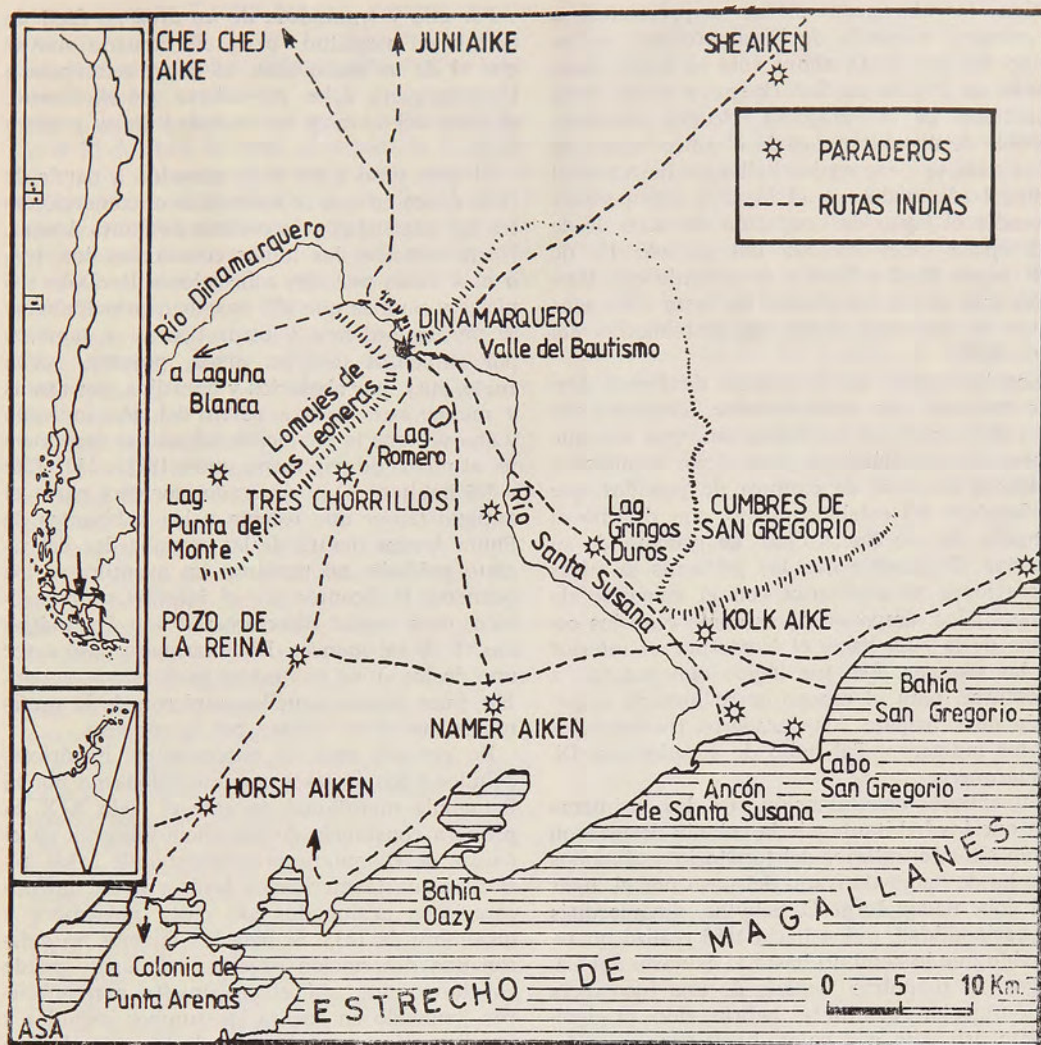 CHEJ CHEJ
AIKE
JUNIAIKE
SHE AIKEN
PARADEROS
RUTAS INDIAS
Río Dinamarquero
DINAMARQUERO
Valle del Bautismo
a Laguna
Blanca
Lomajes de
las Leoneras
Lag.
Romero
Lag.
Punta del
Monte
TRES CHORRILLOS
Río
Santa Susana
Lag.
Gringos
Duros
CUMBRES DE
SAN GREGORIO
POZO DE
LA REINA
KOLK AIKE
NAMER AIKEN
Bahía
San Gregorio
HORSH AIKEN
Cabo
San Gregorio
Ancón
de Santa Susana
Bahía
Oazy
a Colonia de
Punta Arenas
ESTRECHO DE MAGALLANES
0 5 10 Km.
ASA